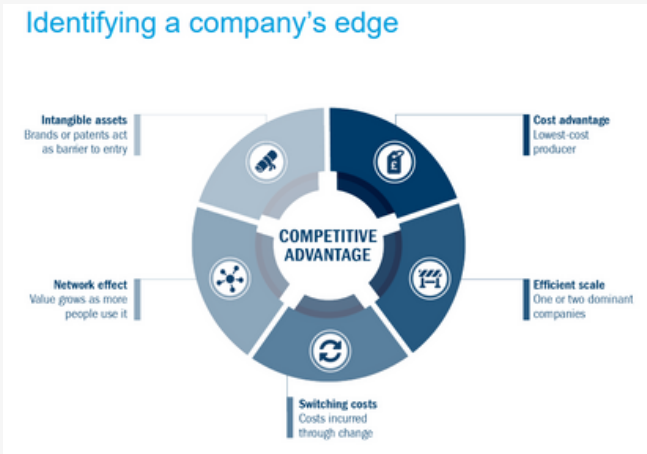 Identifying a company's edge
Intangible assets
Brands or patents act
as barrier to entry
Cost advantage
Lowest-cost
producer
£
COMPETITIVE
ADVANTAGE
Network effect
Value grows as more
people use it
Efficient scale
One or two dominant
companies
Switching costs
Costs incurred
through change